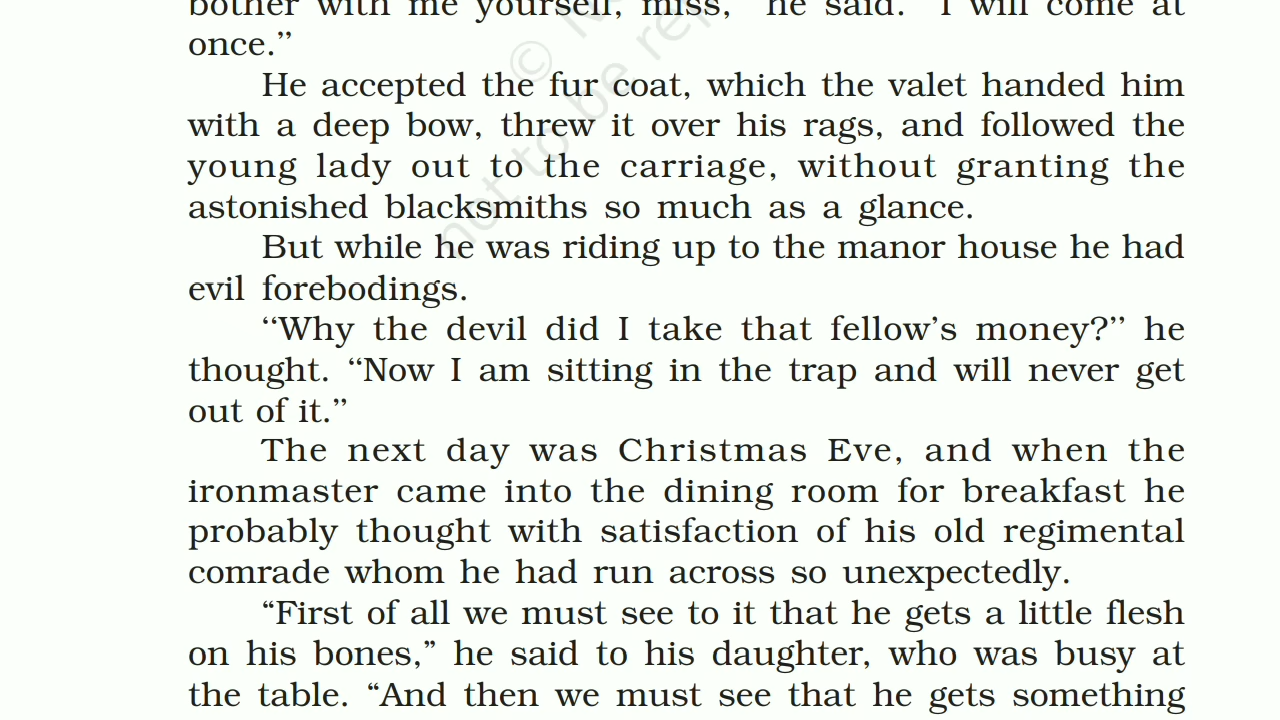 bother with me yourself, miss," he said. "I will come at
once."
He accepted the fur coat, which the valet handed him
with a deep bow, threw it over his rags, and followed the
young lady out to the carriage, without granting the
astonished blacksmiths so much as a glance.
But while he was riding up to the manor house he had
evil forebodings.
"Why the devil did I take that fellow's money?" he
thought. "Now I am sitting in the trap and will never get
out of it."
The next day was Christmas Eve, and when the
ironmaster came into the dining room for breakfast he
probably thought with satisfaction of his old regimental
comrade whom he had run across so unexpectedly.
"First of all we must see to it that he gets a little flesh
on his bones," he said to his daughter, who was busy at
the table. "And then we must see that he gets something
©
not to be